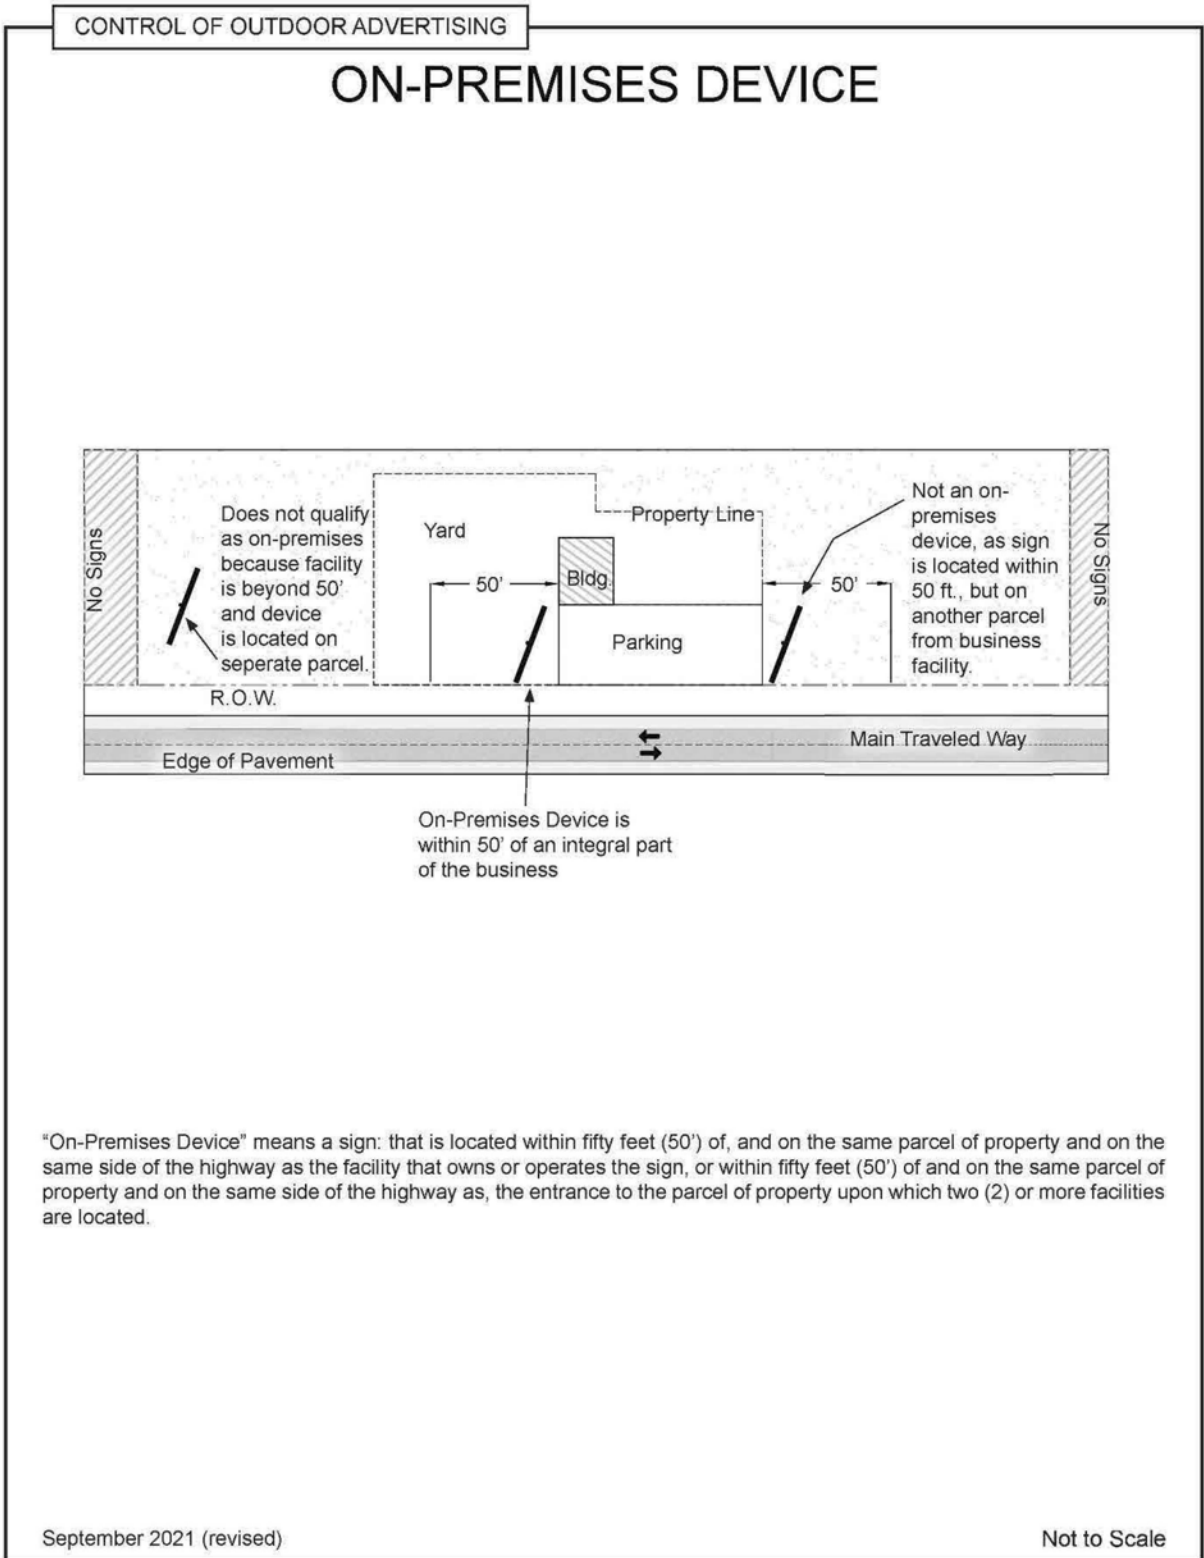 CONTROL OF OUTDOOR ADVERTISING
ON-PREMISES DEVICE
No Signs
Does not qualify
as on-premises
because facility
is beyond 50'
and device
is located on
seperate parcel.
Yard
50'
Bldg.
Property Line
Parking
50'
Not an on-
premises
device, as sign
is located within
50 ft., but on
another parcel
from business
facility.
No Signs
R.O.W.
Main Traveled Way
Edge of Pavement
On-Premises Device is
within 50' of an integral part
of the business
“On-Premises Device” means a sign: that is located within fifty feet (50') of, and on the same parcel of property and on the
same side of the highway as the facility that owns or operates the sign, or within fifty feet (50') of and on the same parcel of
property and on the same side of the highway as, the entrance to the parcel of property upon which two (2) or more facilities
are located.
September 2021 (revised)
Not to Scale